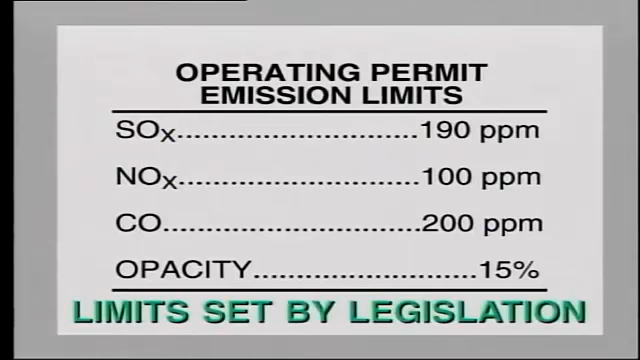 OPERATING PERMIT
EMISSION LIMITS
SOx..............................190 ppm
NOx..............................100 ppm
CO................................200 ppm
OPACITY............................15%
LIMITS SET BY LEGISLATION